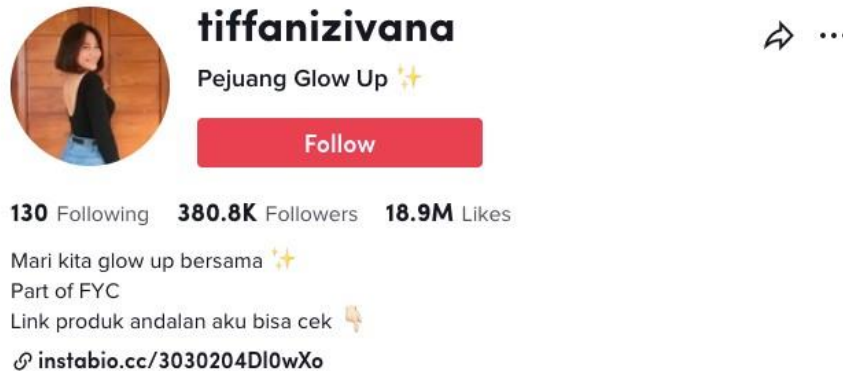 tiffanizivana
Pejuang Glow Up ✨
Follow
130 Following 380.8K Followers 18.9M Likes
Mari kita glow up bersama ✨
Part of FYC
Link produk andalan aku bisa cek 👇🏻
instabio.cc/3030204Dl0wXo